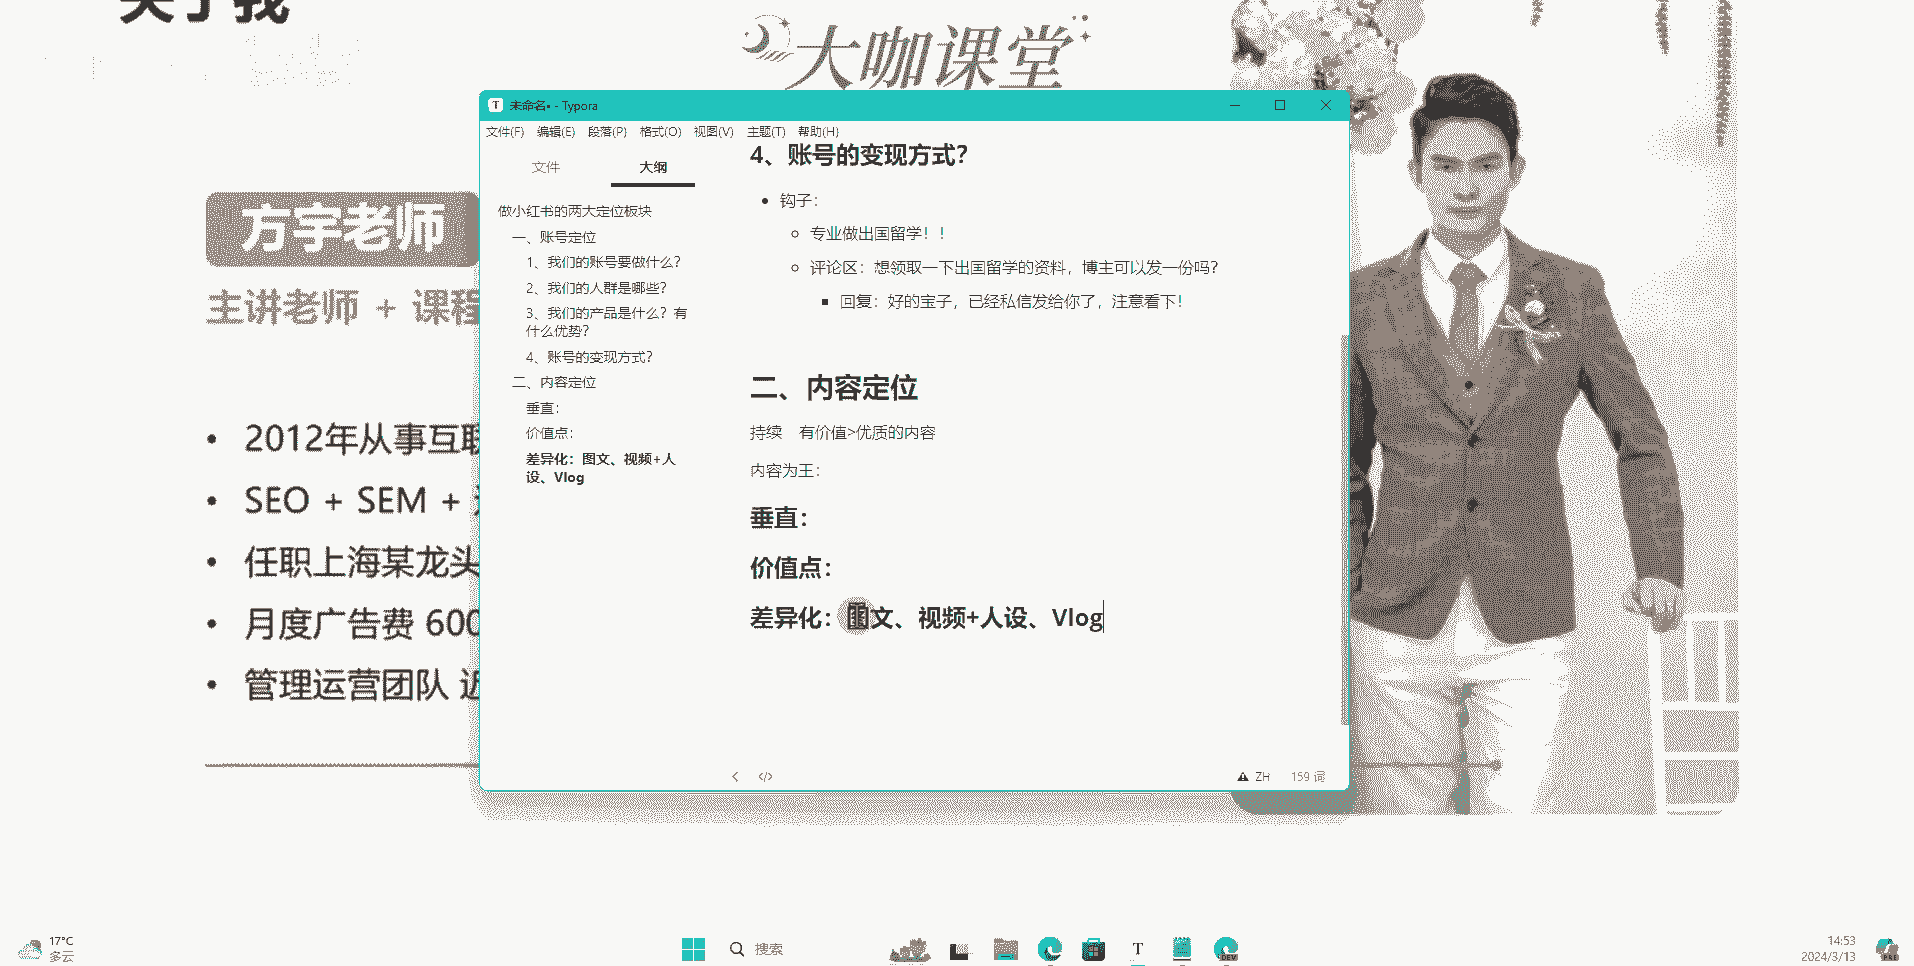 关于我
大咖课堂
方宇老师
主讲老师 + 课程
2012年从事互联
SEO + SEM +
任职上海某龙头
月度广告费 600
管理运营团队 近
T 未命名• - Typora
文件(F) 编辑(E) 段落(P) 格式(O) 视图(V) 主题(T) 帮助(H)
文件 大纲
做小红书的两大定位板块
一、账号定位
1、我们的账号要做什么?
2、我们的人群是哪些?
3、我们的产品是什么? 有
什么优势?
4、账号的变现方式?
二、内容定位
垂直:
价值点:
差异化: 图文、视频+人
设、Vlog
4、账号的变现方式?
钩子:
专业做出国留学! !
评论区: 想领取一下出国留学的资料, 博主可以发一份吗?
回复: 好的宝子, 已经私信发给你了, 注意看下!
二、内容定位
持续 有价值>优质的内容
内容为王:
垂直:
价值点:
差异化: 图文、视频+人设、Vlog
</> ZH 159 词
17°C
多云
搜索
T
DEV
14:53
2024/3/13
PRE